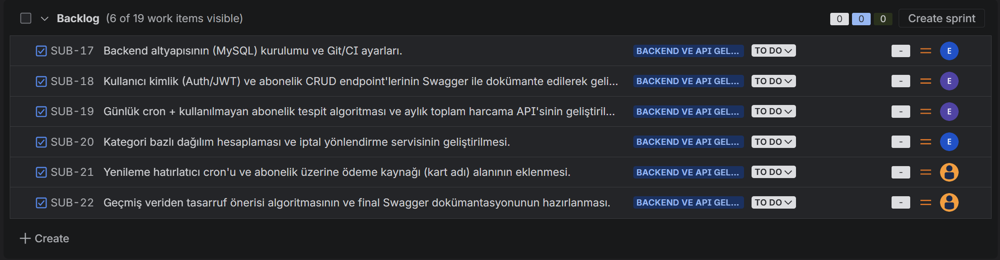 Backlog (6 of 19 work items visible) 0 0 0 Create sprint
SUB-17 Backend altyapısının (MySQL) kurulumu ve Git/CI ayarları. BACKEND VE API GEL... TO DO - E
SUB-18 Kullanıcı kimlik (Auth/JWT) ve abonelik CRUD endpoint'lerinin Swagger ile dokümante edilerek geli... BACKEND VE API GEL... TO DO - E
SUB-19 Günlük cron + kullanılmayan abonelik tespit algoritması ve aylık toplam harcama API'sinin geliştiril... BACKEND VE API GEL... TO DO - E
SUB-20 Kategori bazlı dağılım hesaplaması ve iptal yönlendirme servisinin geliştirilmesi. BACKEND VE API GEL... TO DO - E
SUB-21 Yenileme hatırlatıcı cron'u ve abonelik üzerine ödeme kaynağı (kart adı) alanının eklenmesi. BACKEND VE API GEL... TO DO -
SUB-22 Geçmiş veriden tasarruf önerisi algoritmasının ve final Swagger dokümantasyonunun hazırlanması. BACKEND VE API GEL... TO DO -
+ Create